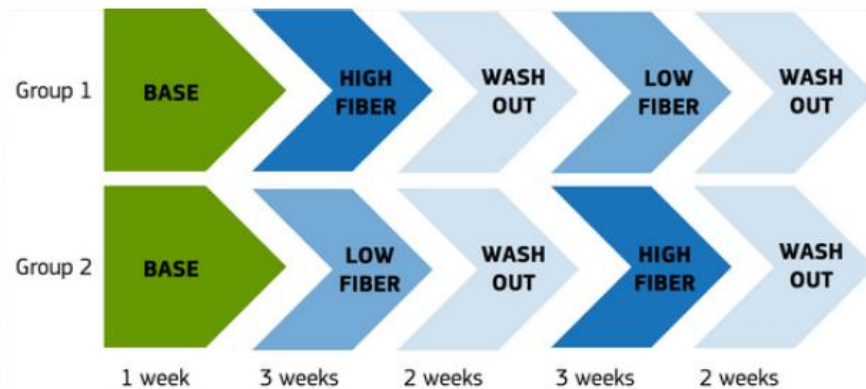 Group 1
BASE
HIGH
FIBER
WASH
OUT
LOW
FIBER
WASH
OUT
Group 2
BASE
LOW
FIBER
WASH
OUT
HIGH
FIBER
WASH
OUT
1 week 3 weeks 2 weeks 3 weeks 2 weeks